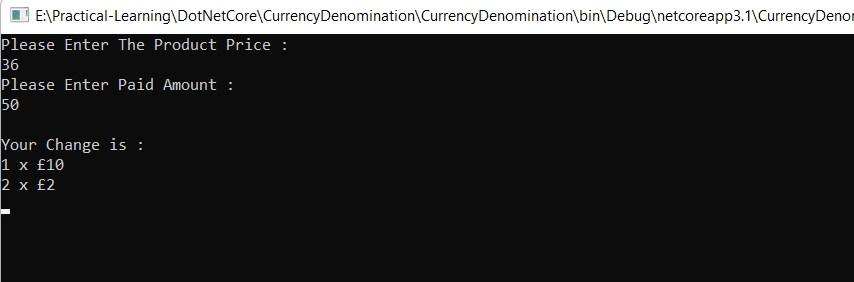 E:\Practical-Learning\DotNetCore\CurrencyDenomination\CurrencyDenomination\bin\Debug\netcoreapp3.1\CurrencyDenor
Please Enter The Product Price :
36
Please Enter Paid Amount :
50
Your Change is :
1 x £10
2 x £2